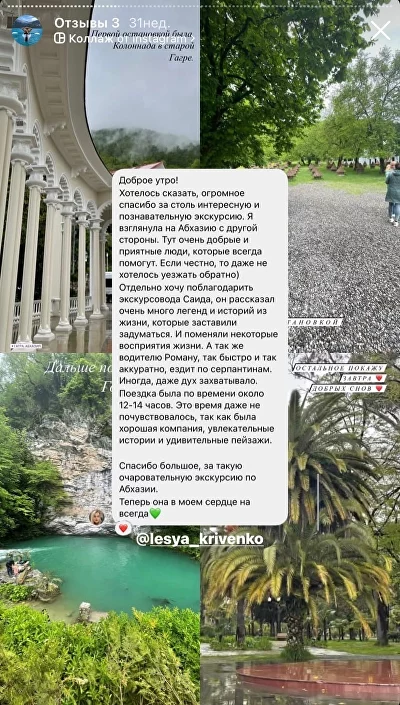 Отзывы 3 31нед.
Коллаж от Instagram >
Первой остановкой была
Колоннада в старой
Гагре.
Доброе утро!
Хотелось сказать, огромное
спасибо за столь интересную и
познавательную экскурсию. Я
взглянула на Абхазию с другой
стороны. Тут очень добрые и
приятные люди, которые всегда
помогут. Если честно, то даже не
хотелось уезжать обратно)
Отдельно хочу поблагодарить
экскурсовода Саида, он рассказал
очень много легенд и историй из
жизни, которые заставили
задуматься. И поменяли некоторые
восприятия жизни. А так же
водителю Роману, так быстро и так
аккуратно, ездит по серпантинам.
Иногда, даже дух захватывало.
Поездка была по времени около
12-14 часов. Это время даже не
почувствовалось, так как была
хорошая компания, увлекательные
истории и удивительные пейзажи.
Спасибо большое, за такую
очаровательную экскурсию по
Абхазии.
Теперь она в моем сердце на
всегда💚
ТАНОВКОЙ
Дальше по
ОСТАЛЬНОЕ ПОКАЖУ
ЗАВТРА ❤️
ДОБРЫХ СНОВ ❤️
@lesya_krivenko